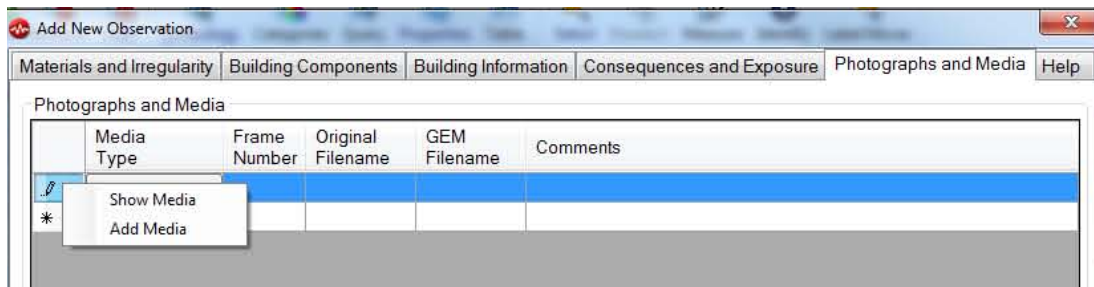 Add New Observation
Materials and Irregularity Building Components Building Information Consequences and Exposure Photographs and Media Help
Photographs and Media
Media Type Frame Number Original Filename GEM Filename Comments
Show Media
*
Add Media